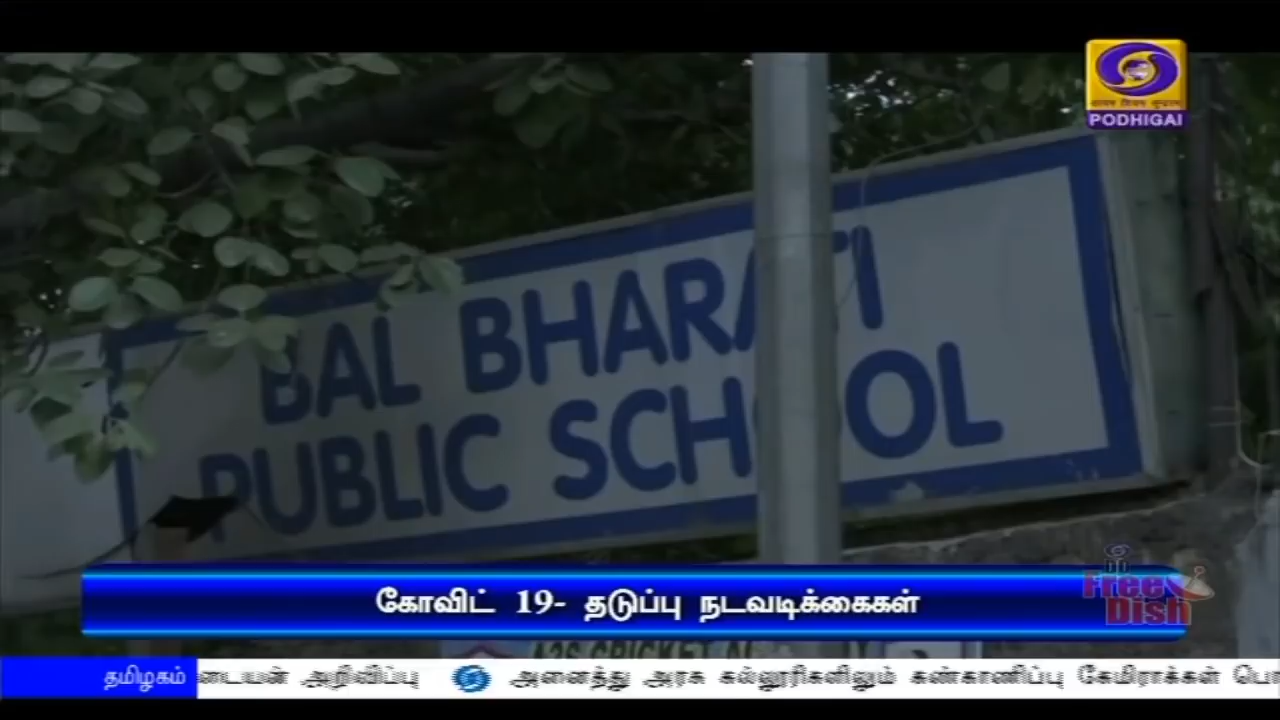 PODHIGAI
BAL BHARATI
PUBLIC SCHOOL
கோவிட் 19- தடுப்பு நடவடிக்கைகள்
Free
Dish
தமிழகம் டையன் அறிவிப்பு அனைத்து அரசு கல்லூரிகளிலும் கண்காணிப்பு கேமிராக்கள் பொ